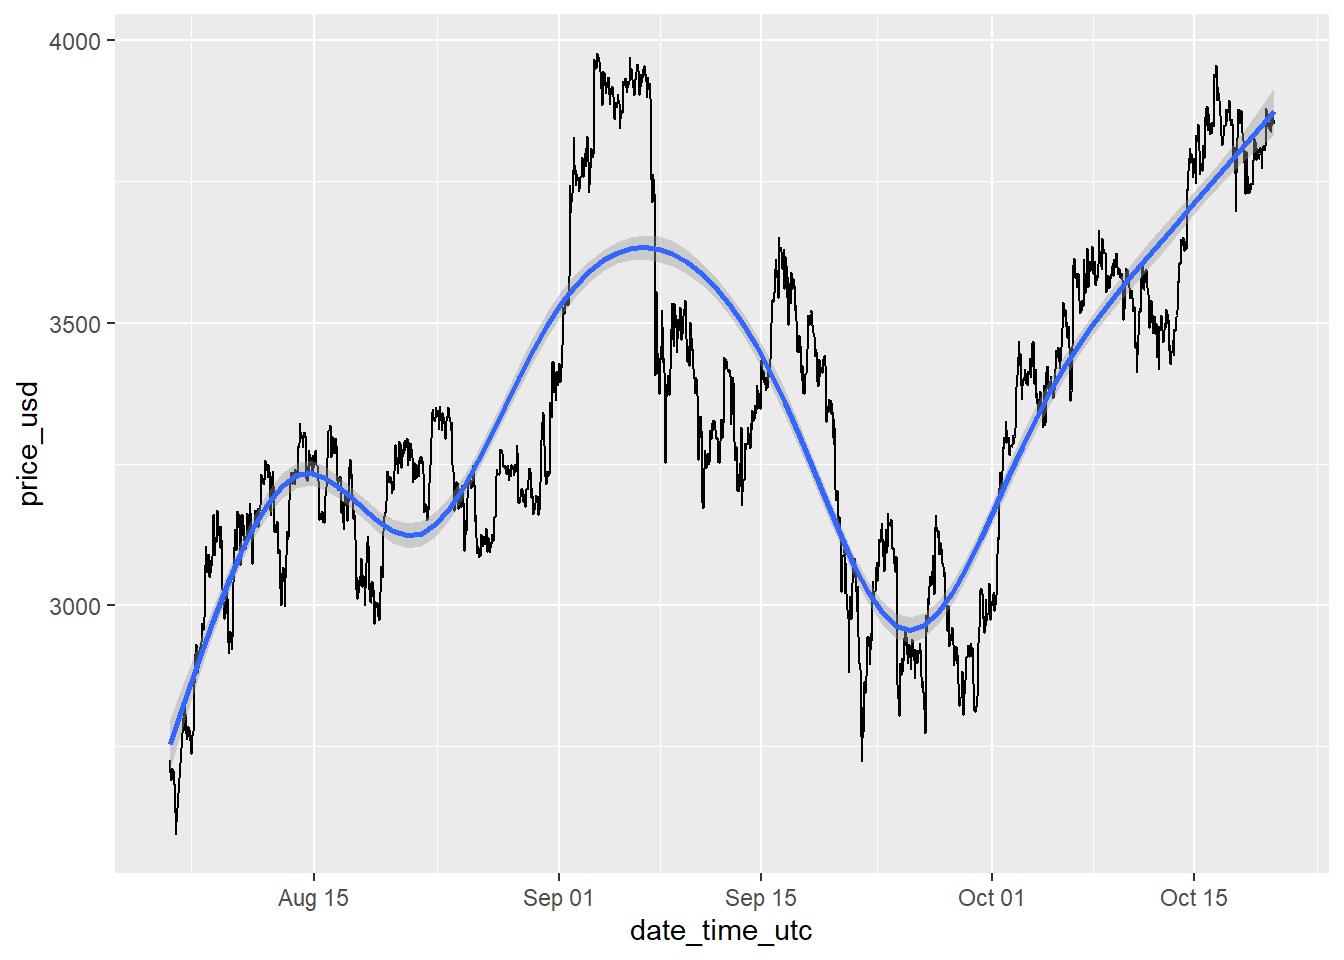 4000
3500
3000
price_usd
Aug 15
Sep 01
Sep 15
Oct 01
Oct 15
date_time_utc